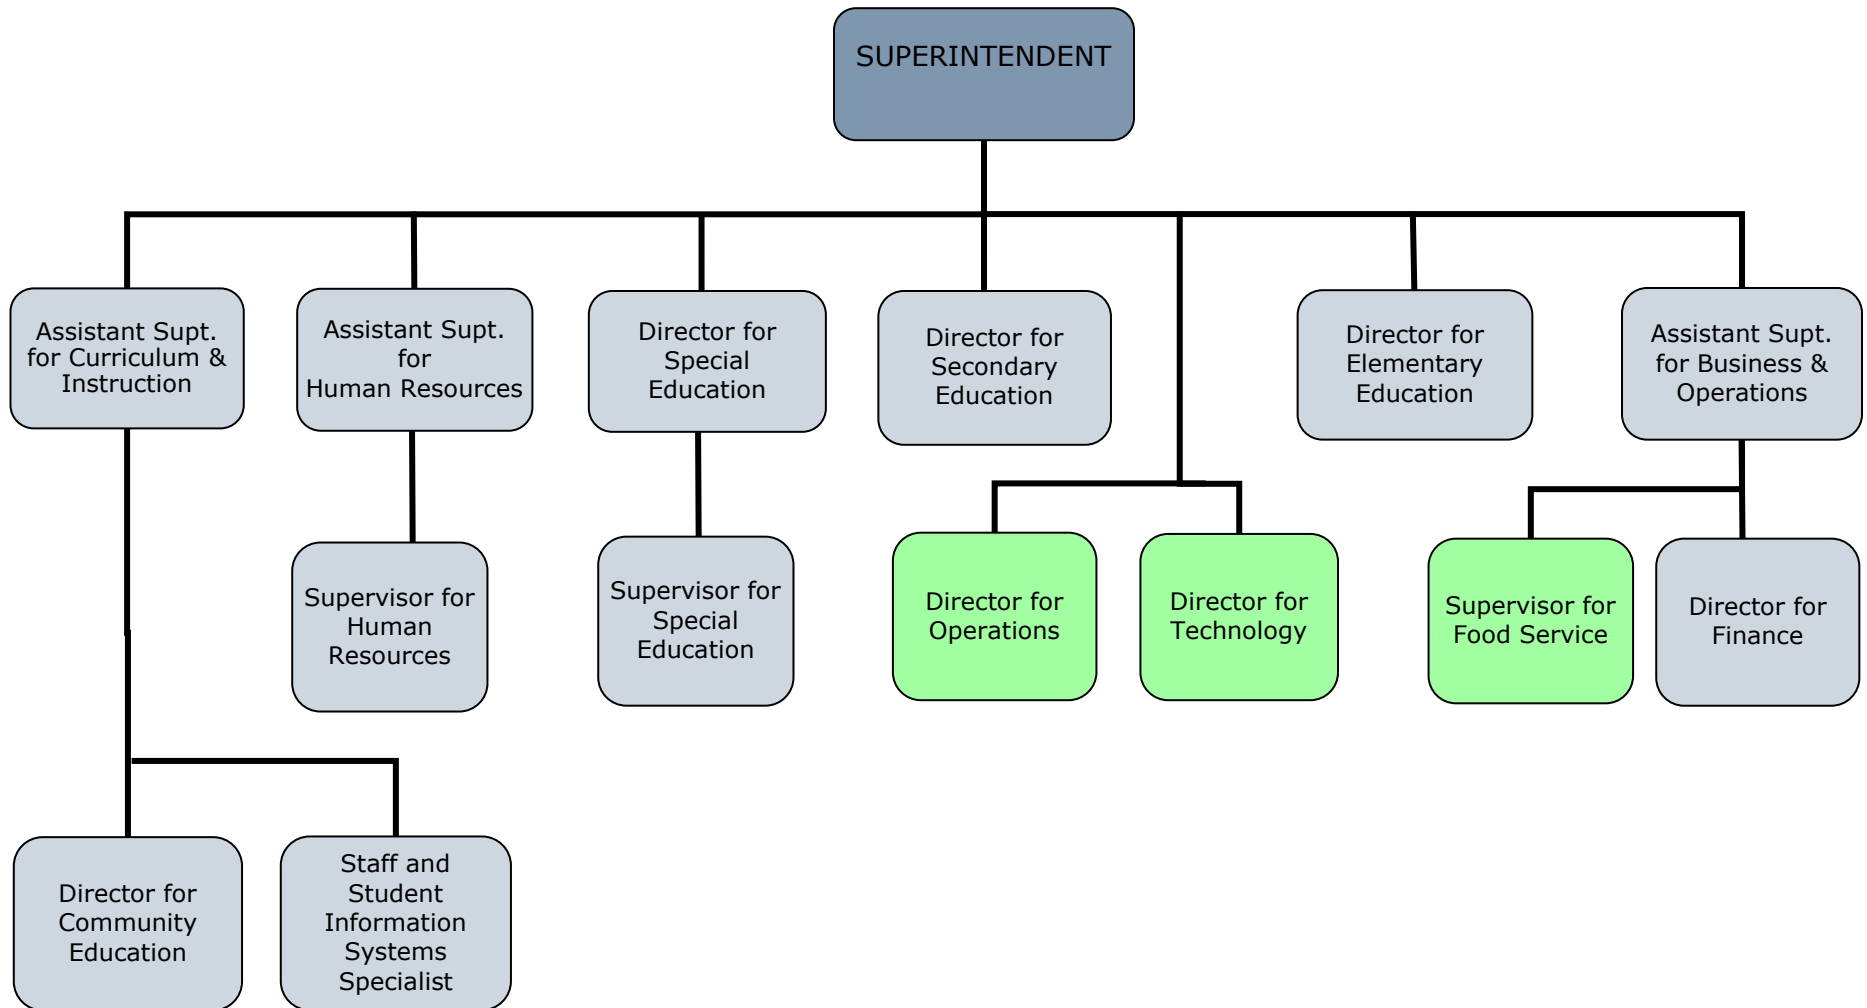 SUPERINTENDENT
Assistant Supt.
for Curriculum &
Instruction
Assistant Supt.
for
Human Resources
Director for
Special
Education
Director for
Secondary
Education
Director for
Elementary
Education
Assistant Supt.
for Business &
Operations
Supervisor for
Human
Resources
Supervisor for
Special
Education
Director for
Operations
Director for
Technology
Supervisor for
Food Service
Director for
Finance
Director for
Community
Education
Staff and
Student
Information
Systems
Specialist